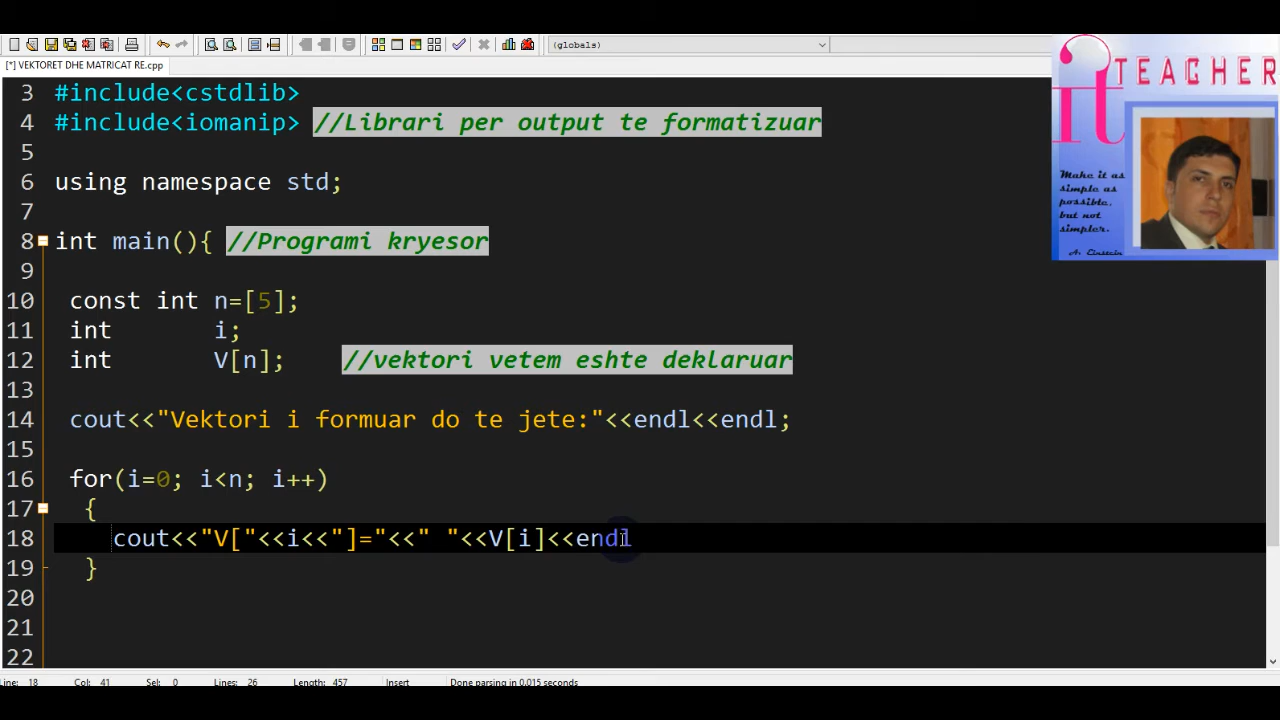 (globals)
[*] VEKTORET DHE MATRICAT RE.cpp
3 #include<cstdlib>
4 #include<iomanip> //Librari per output te formatizuar
5
6 using namespace std;
7
8 int main(){ //Programi kryesor
9
10 const int n=[5];
11 int i;
12 int V[n]; //vektori vetem eshte deklaruar
13
14 cout<<"Vektori i formuar do te jete:"<<endl<<endl;
15
16 for(i=0; i<n; i++)
17 {
18 cout<<"V["<<i<<"]="<<" "<<V[i]<<endl
19 }
20
21
22
Line: 18 Col: 41 Sel: 0 Lines: 26 Length: 457 Insert Done parsing in 0.015 seconds
it TEACHER
Make it as
simple as
possible,
but not
simpler.
A. Einstein